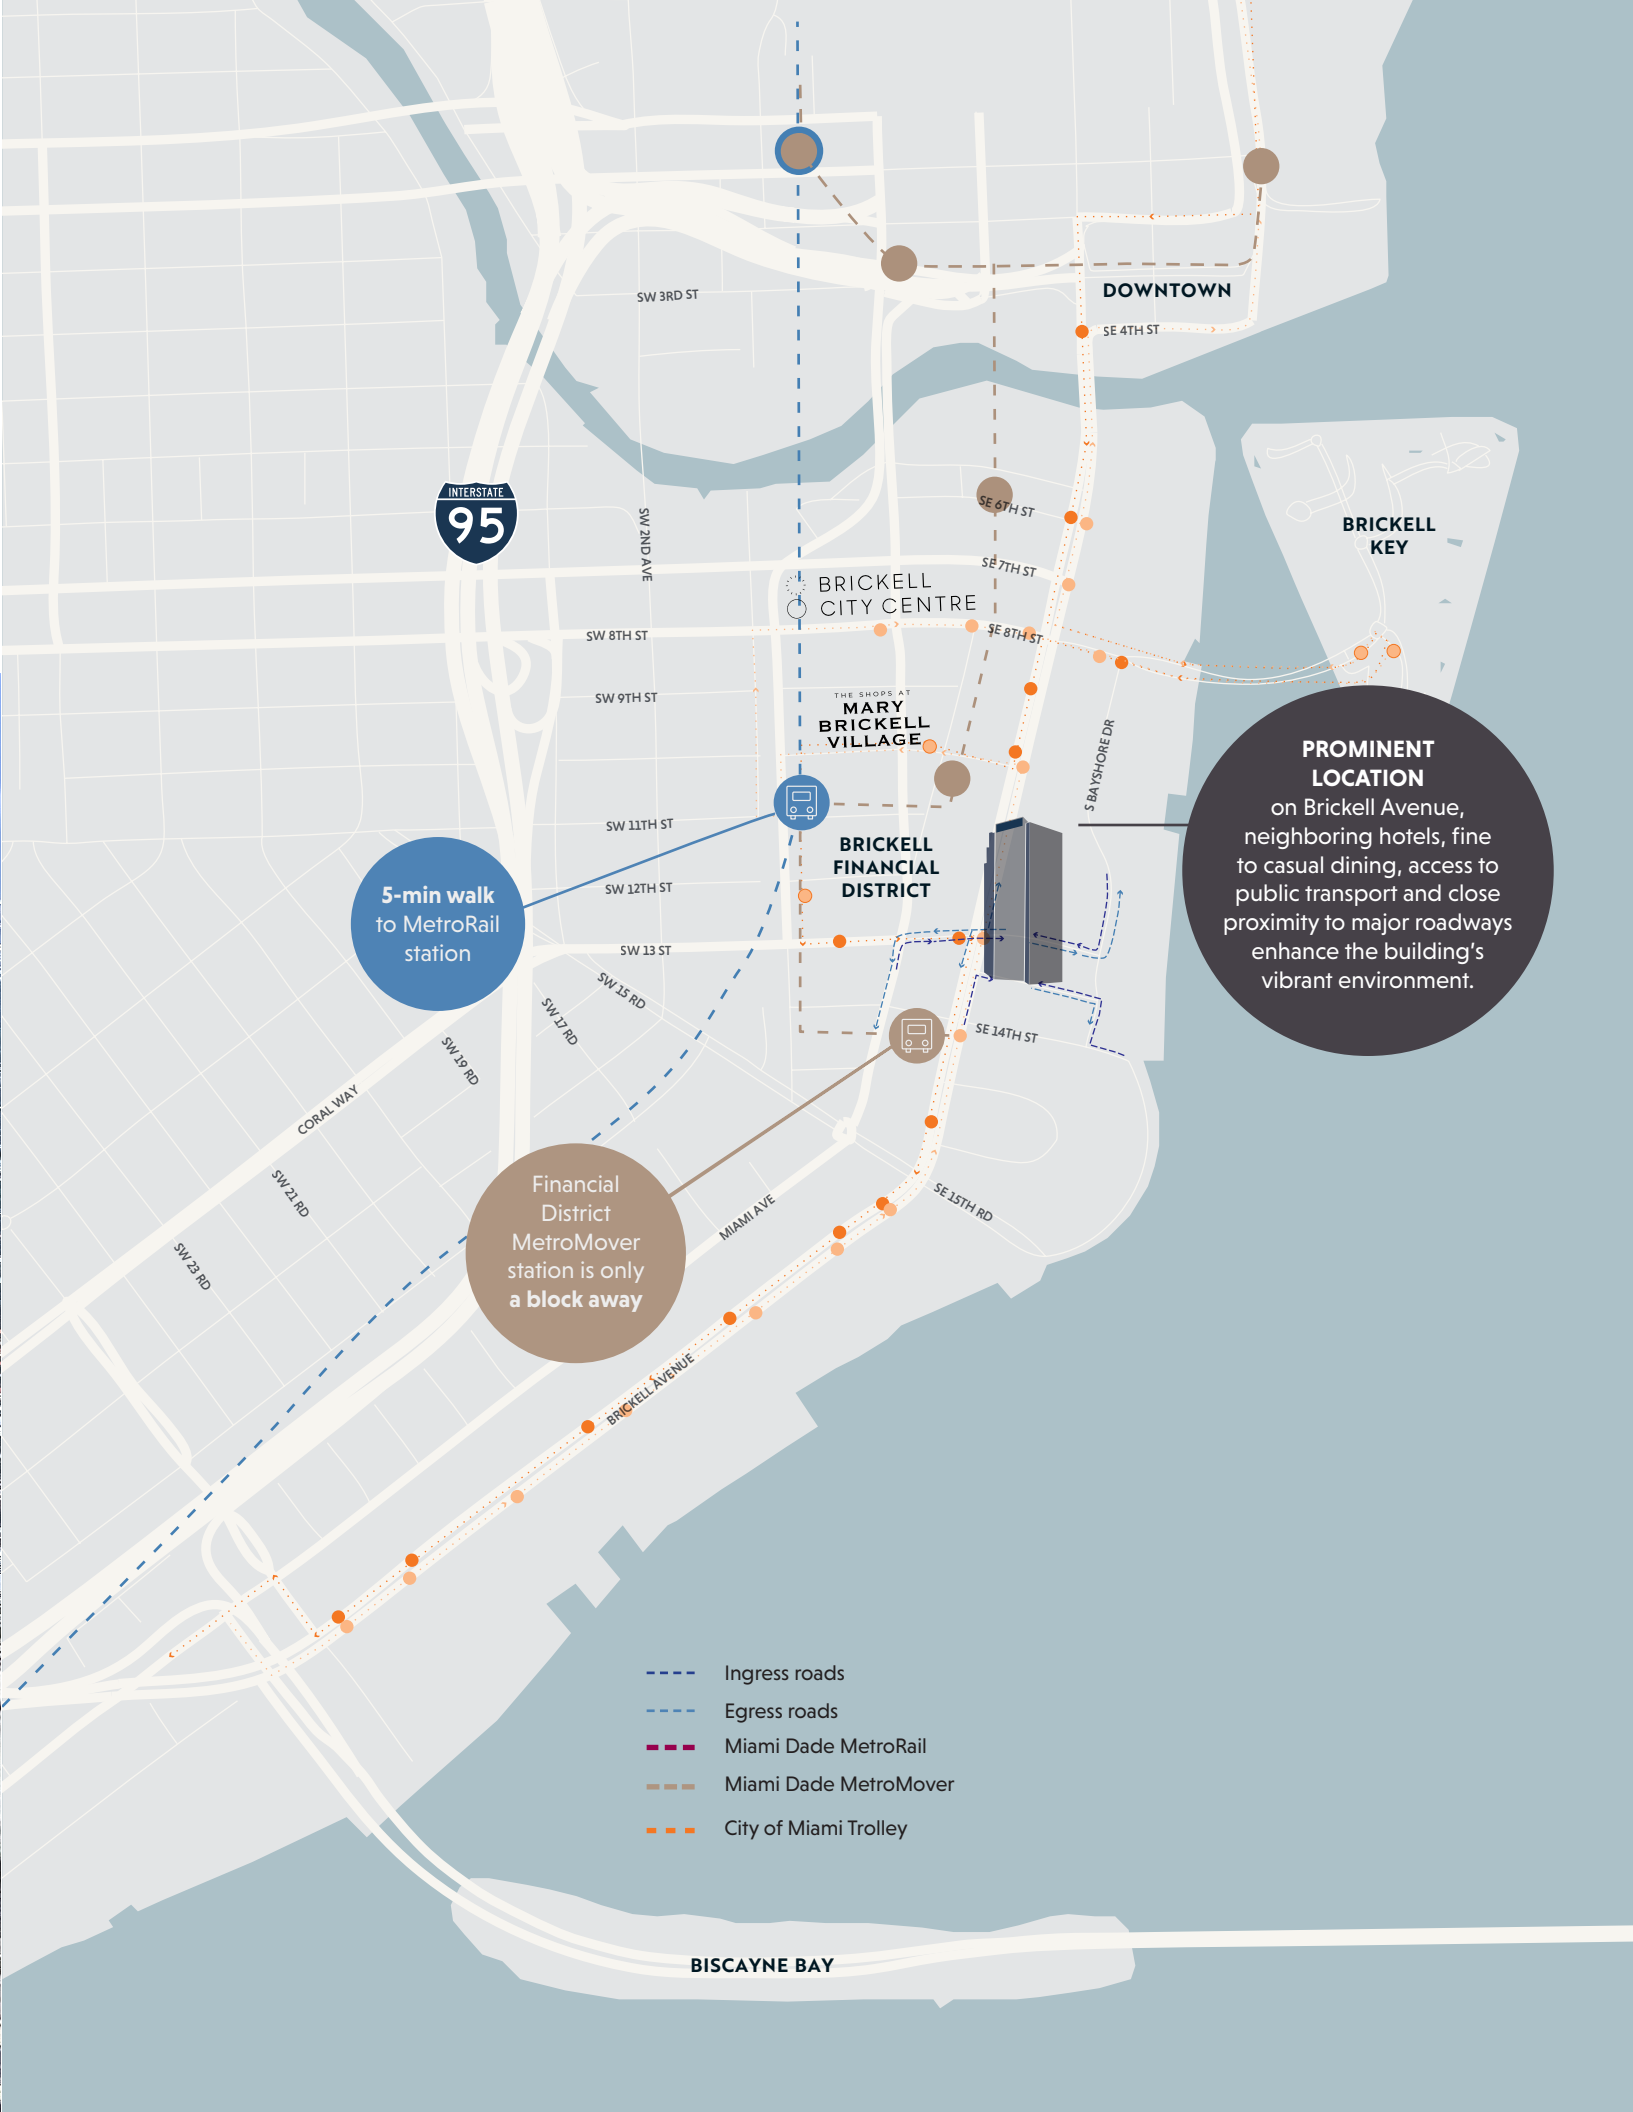 SW 3RD ST
DOWNTOWN
SE 4TH ST
INTERSTATE
95
SW 2ND AVE
SE 6TH ST
BRICKELL
KEY
SE 7TH ST
BRICKELL
CITY CENTRE
SW 8TH ST
SE 8TH ST
SW 9TH ST
THE SHOPS AT
MARY
BRICKELL
VILLAGE
S BAYSHORE DR
PROMINENT
LOCATION
on Brickell Avenue,
neighboring hotels, fine
to casual dining, access to
public transport and close
proximity to major roadways
enhance the building's
vibrant environment.
SW 11TH ST
BRICKELL
FINANCIAL
DISTRICT
5-min walk
to MetroRail
station
SW 12TH ST
SW 13 ST
SW 15 RD
SW 17 RD
SE 14TH ST
SW 19 RD
CORAL WAY
SW 21 RD
SW 23 RD
Financial
District
MetroMover
station is only
a block away
MIAMI AVE
SE 15TH RD
BRICKELL AVENUE
Ingress roads
Egress roads
Miami Dade MetroRail
Miami Dade MetroMover
City of Miami Trolley
BISCAYNE BAY